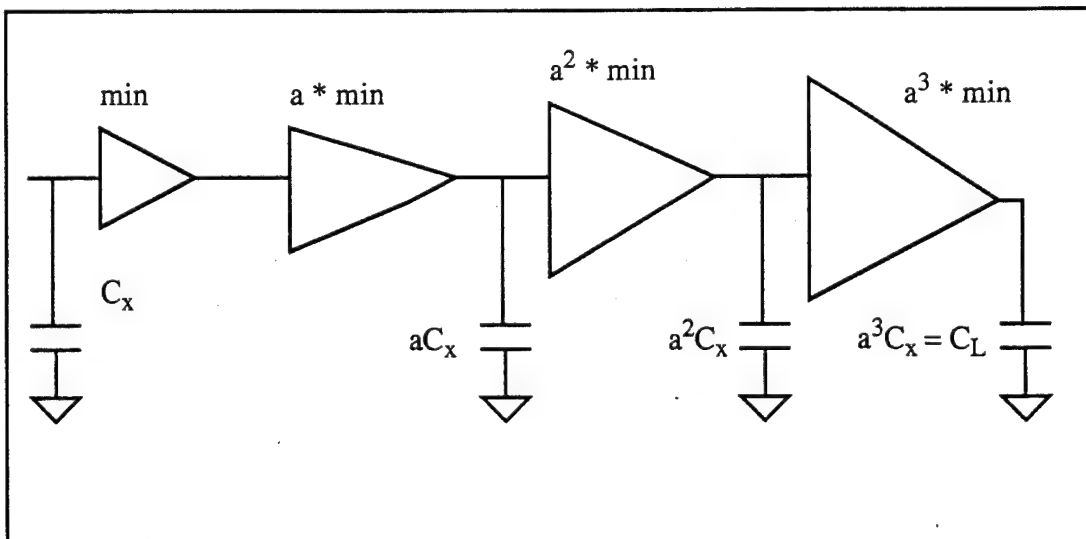 min
a * min
a² * min
a³ * min
Cₓ
aCₓ
a²Cₓ
a³Cₓ = C_L